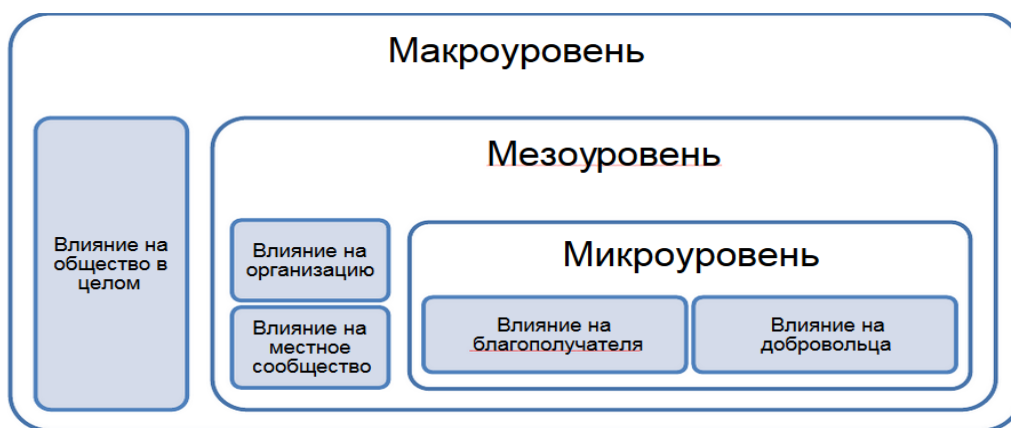 Макроуровень
Мезоуровень
Влияние на
общество в
целом
Влияние на
организацию
Микроуровень
Влияние на
местное
сообщество
Влияние на
благополучателя
Влияние на
добровольца